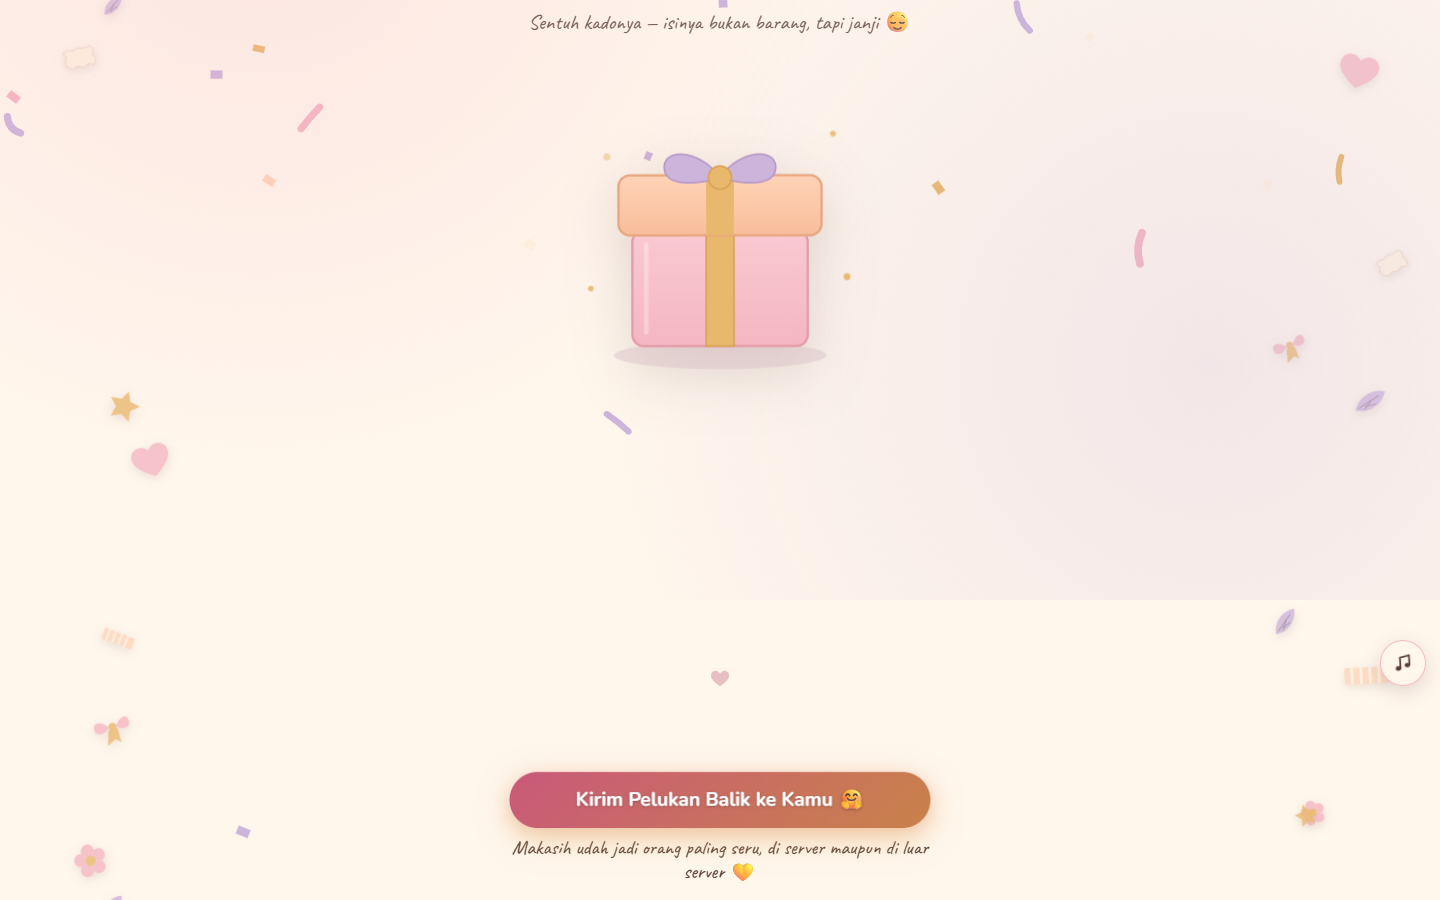 Sentuh kadonya — isinya bukan barang, tapi janji 😌
Kirim Pelukan Balik ke Kamu 🤗
Makasih udah jadi orang paling seru, di server maupun di luar
server 💛